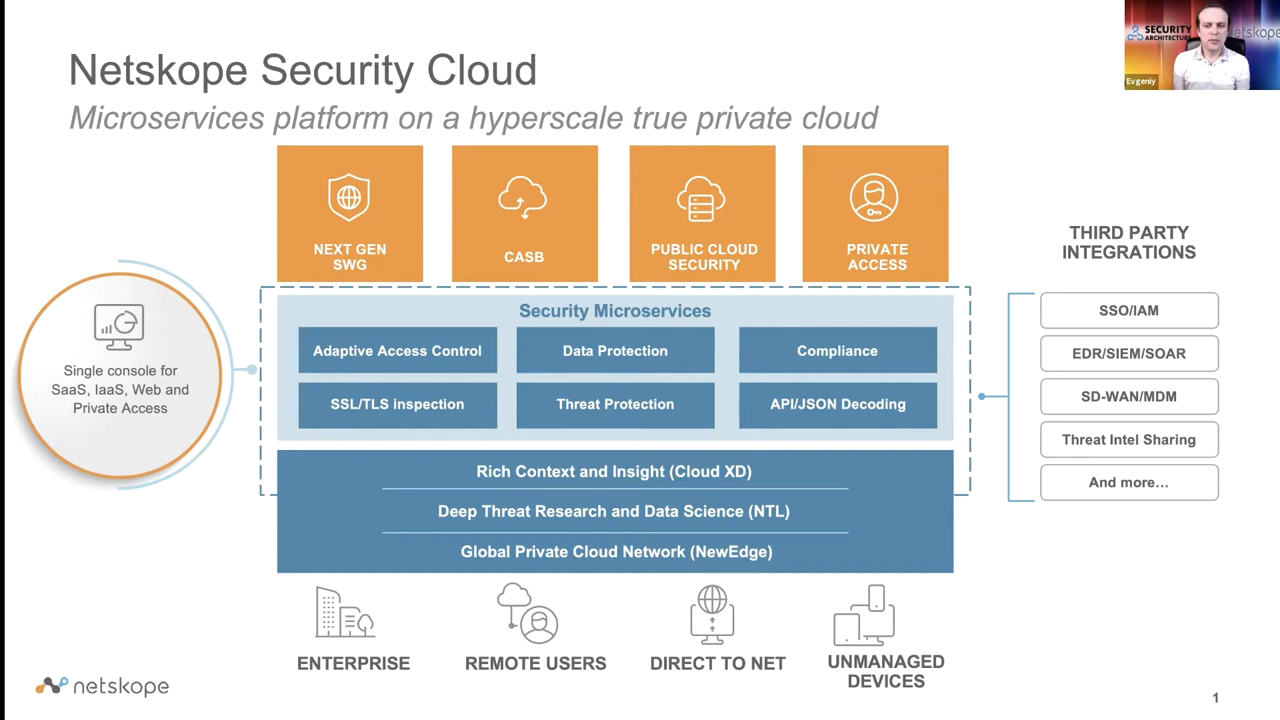 Netskope Security Cloud
Microservices platform on a hyperscale true private cloud
SECURITY
ARCHITECTURE
etskope
Evgeniy
NEXT GEN
SWG
CASB
PUBLIC CLOUD
SECURITY
PRIVATE
ACCESS
THIRD PARTY
INTEGRATIONS
Single console for
SaaS, IaaS, Web and
Private Access
Security Microservices
Adaptive Access Control
Data Protection
Compliance
SSL/TLS inspection
Threat Protection
API/JSON Decoding
SSO/IAM
EDR/SIEM/SOAR
SD-WAN/MDM
Threat Intel Sharing
And more…
Rich Context and Insight (Cloud XD)
Deep Threat Research and Data Science (NTL)
Global Private Cloud Network (NewEdge)
ENTERPRISE
REMOTE USERS
DIRECT TO NET
UNMANAGED
DEVICES
netskope
1